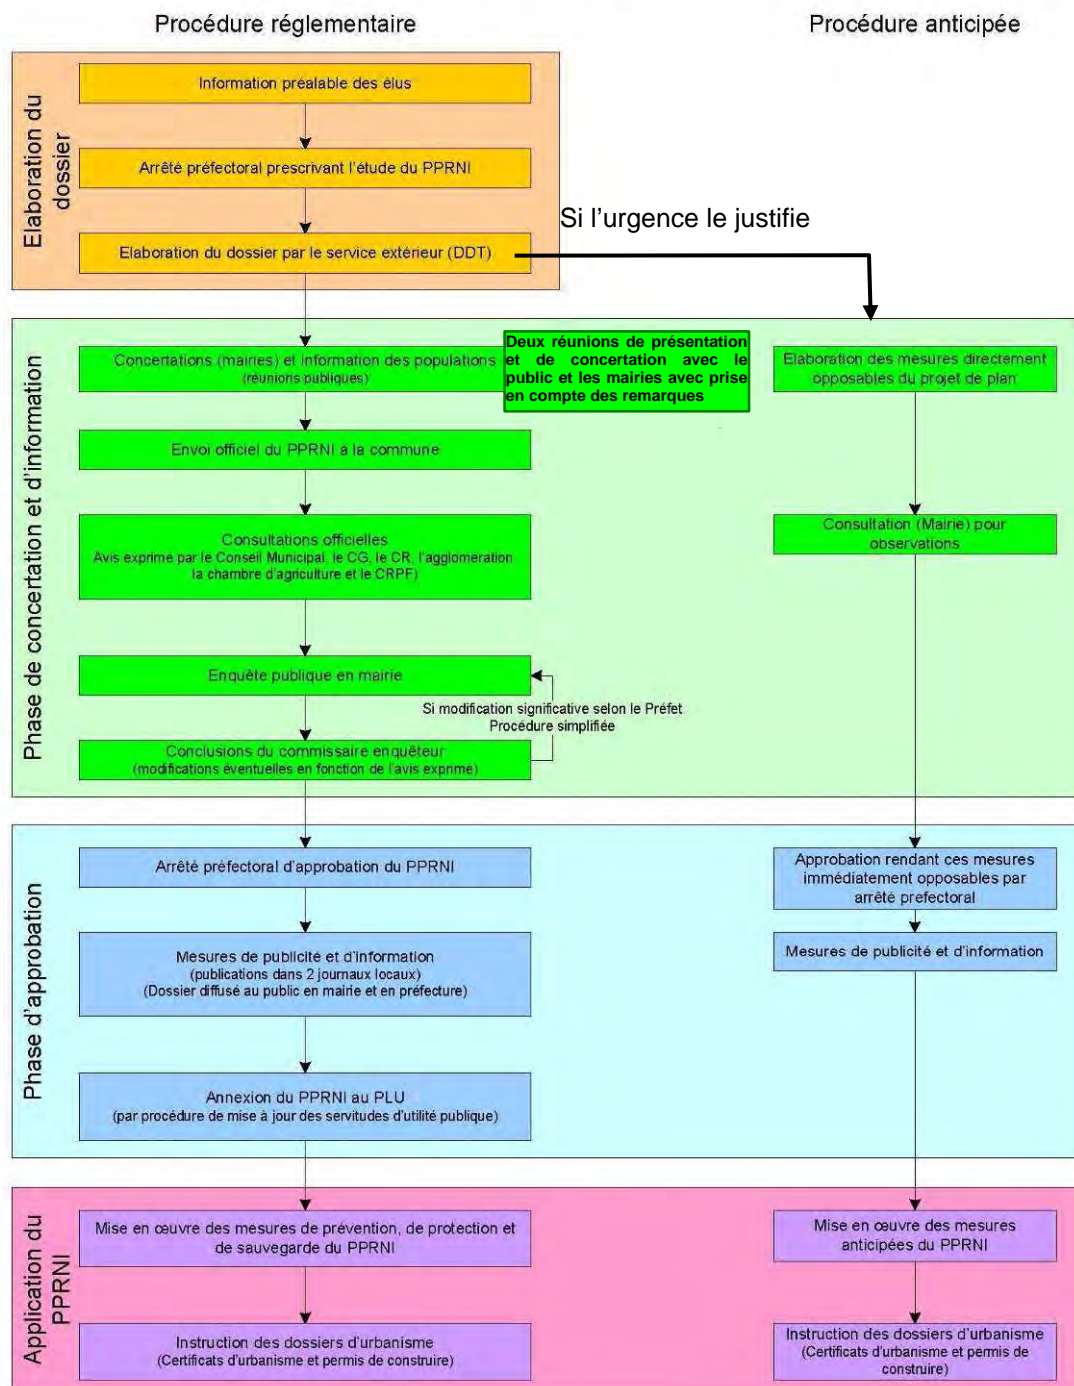 Procédure réglementaire
Procédure anticipée
Elaboration du
dossier
Information préalable des élus
Arrêté préfectoral prescrivant l'étude du PPRNI
Elaboration du dossier par le service extérieur (DDT)
Si l'urgence le justifie
Phase de concertation et d'information
Concertations (mairies) et information des populations
(réunions publiques)
Deux réunions de présentation
et de concertation avec le
public et les mairies avec prise
en compte des remarques
Elaboration des mesures directement
opposables du projet de plan
Envoi officiel du PPRNI à la commune
Consultations officielles
Avis exprimé par le Conseil Municipal, le CG, le CR, l'agglomération
la chambre d'agriculture et le CRPF)
Consultation (Mairie) pour
observations
Enquête publique en mairie
Si modification significative selon le Préfet
Procédure simplifiée
Conclusions du commissaire enquêteur
(modifications éventuelles en fonction de l'avis exprimé)
Phase d'approbation
Arrêté préfectoral d'approbation du PPRNI
Approbation rendant ces mesures
immédiatement opposables par
arrêté prefectoral
Mesures de publicité et d'information
(publications dans 2 journaux locaux)
(Dossier diffusé au public en mairie et en préfecture)
Mesures de publicité et d'information
Annexion du PPRNI au PLU
(par procédure de mise à jour des servitudes d'utilité publique)
Application du
PPRNI
Mise en œuvre des mesures de prévention, de protection et
de sauvegarde du PPRNI
Mise en œuvre des mesures
anticipées du PPRNI
Instruction des dossiers d'urbanisme
(Certificats d'urbanisme et permis de construire)
Instruction des dossiers d'urbanisme
(Certificats d'urbanisme et permis de
construire)